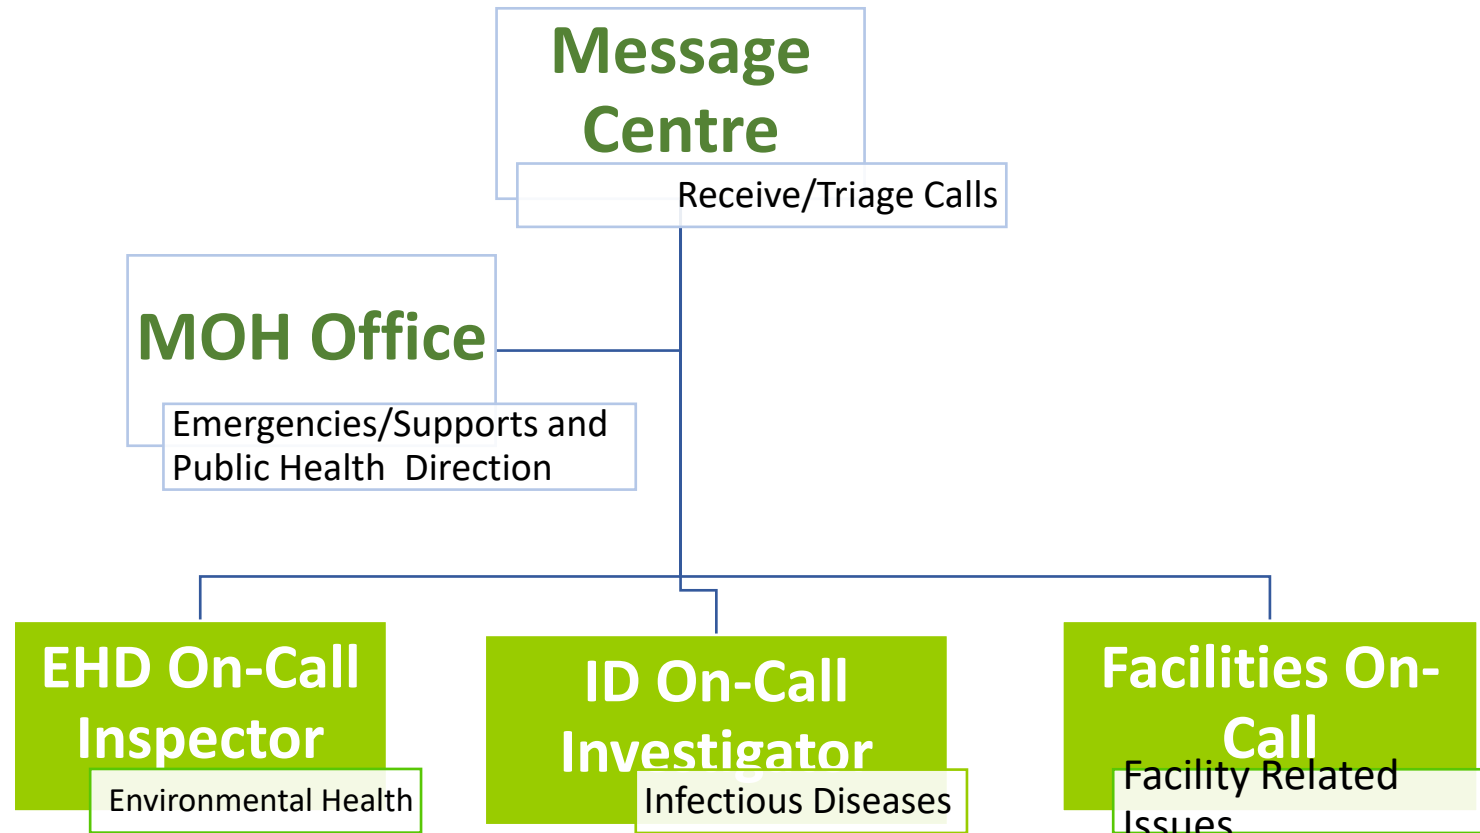 Message
Centre
Receive/Triage Calls
MOH Office
Emergencies/Supports and
Public Health  Direction
EHD On-Call
Inspector
Environmental Health
ID On-Call
Investigator
Infectious Diseases
Facilities On-
Call
Facility Related
Issues